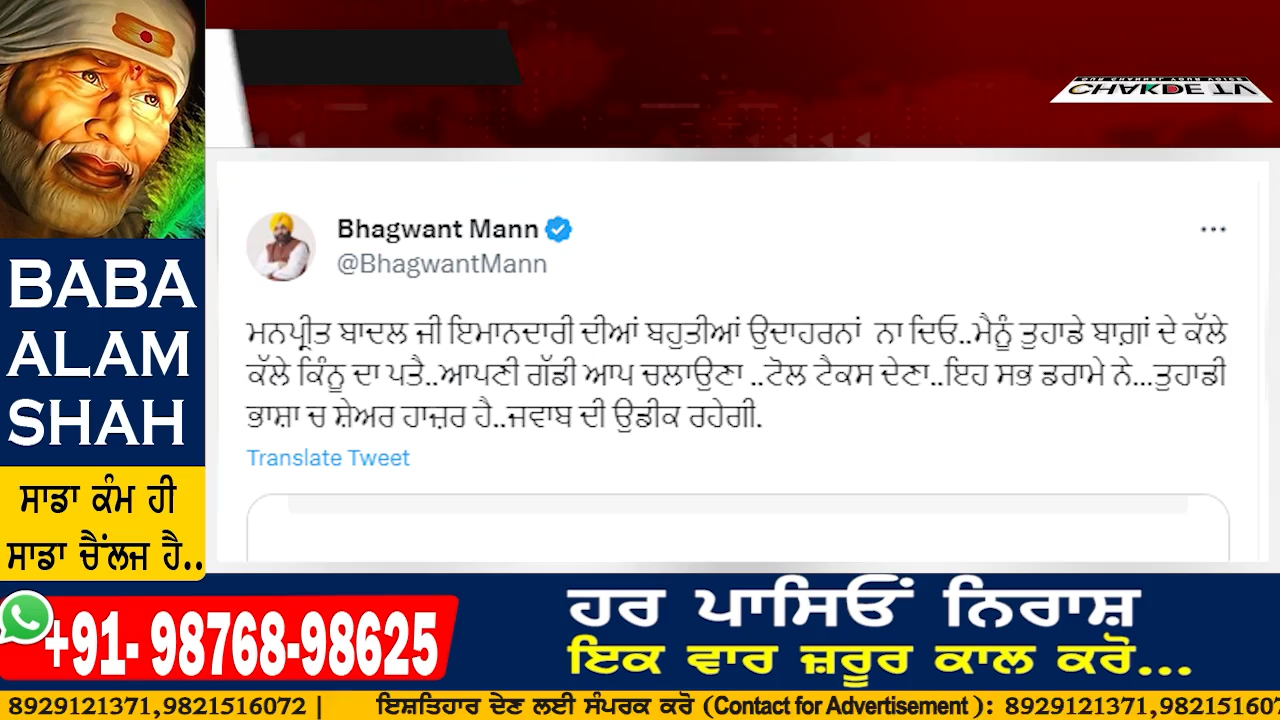 CHAKDE TV
Bhagwant Mann
@BhagwantMann
ਮਨਪ੍ਰੀਤ ਬਾਦਲ ਜੀ ਇਮਾਨਦਾਰੀ ਦੀਆਂ ਬਹੁਤੀਆਂ ਉਦਾਹਰਨਾਂ ਨਾ ਦਿਓ..ਮੈਨੂੰ ਤੁਹਾਡੇ ਬਾਗ਼ਾਂ ਦੇ ਕੱਲੇ
ਕੱਲੇ ਕਿੰਨੂ ਦਾ ਪਤੈ..ਆਪਣੀ ਗੱਡੀ ਆਪ ਚਲਾਉਣਾ ..ਟੋਲ ਟੈਕਸ ਦੇਣਾ..ਇਹ ਸਭ ਡਰਾਮੇ ਨੇ...ਤੁਹਾਡੀ
ਭਾਸ਼ਾ ਚ ਸ਼ੇਅਰ ਹਾਜ਼ਰ ਹੈ..ਜਵਾਬ ਦੀ ਉਡੀਕ ਰਹੇਗੀ.
Translate Tweet
BABA
ALAM
SHAH
ਸਾਡਾ ਕੰਮ ਹੀ
ਸਾਡਾ ਚੈਂਲਜ ਹੈ..
+91- 98768-98625
ਹਰ ਪਾਸਿਓਂ ਨਿਰਾਸ਼
ਇਕ ਵਾਰ ਜ਼ਰੂਰ ਕਾਲ ਕਰੋ...
8929121371,9821516072 | ਇਸ਼ਤਿਹਾਰ ਦੇਣ ਲਈ ਸੰਪਰਕ ਕਰੋ (Contact for Advertisement ): 8929121371,982151607